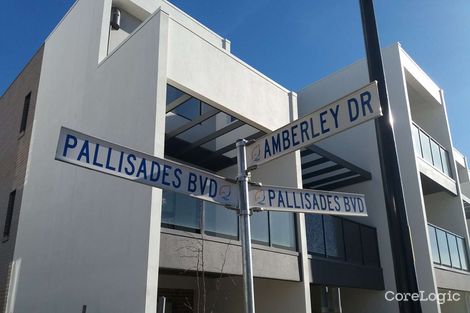 AMBERLEY DR
PALLISADES BVD
PALLISADES BVD
CoreLogic